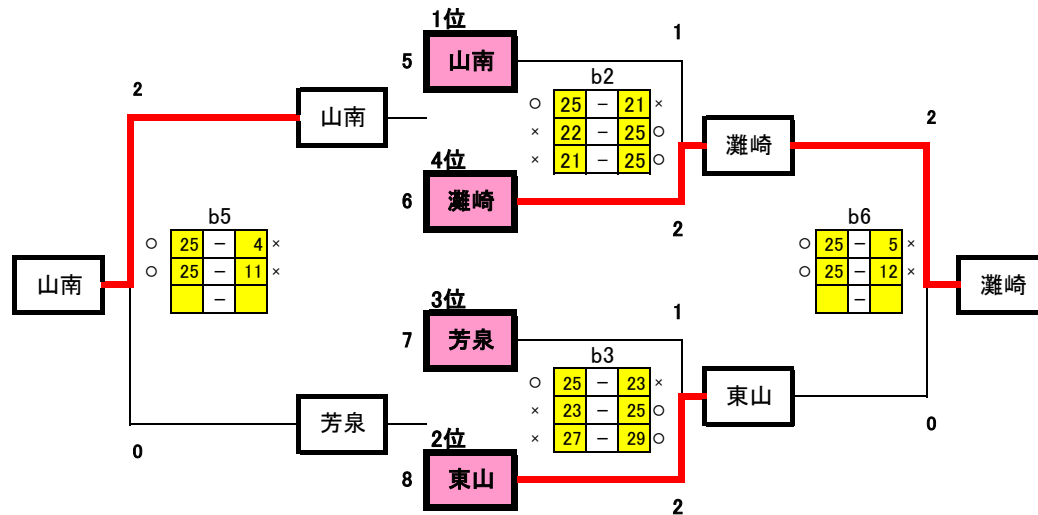 1位
5 山南 1
b2
2
山南
○ 25 － 21 ×
× 22 － 25 ○
× 21 － 25 ○
灘崎
2
4位
6 灘崎
2
b5
○ 25 － 4 ×
○ 25 － 11 ×
－
山南
b6
○ 25 － 5 ×
○ 25 － 12 ×
－
灘崎
3位
7 芳泉 1
b3
○ 25 － 23 ×
× 23 － 25 ○
× 27 － 29 ○
東山
芳泉
0
0
2位
8 東山
2